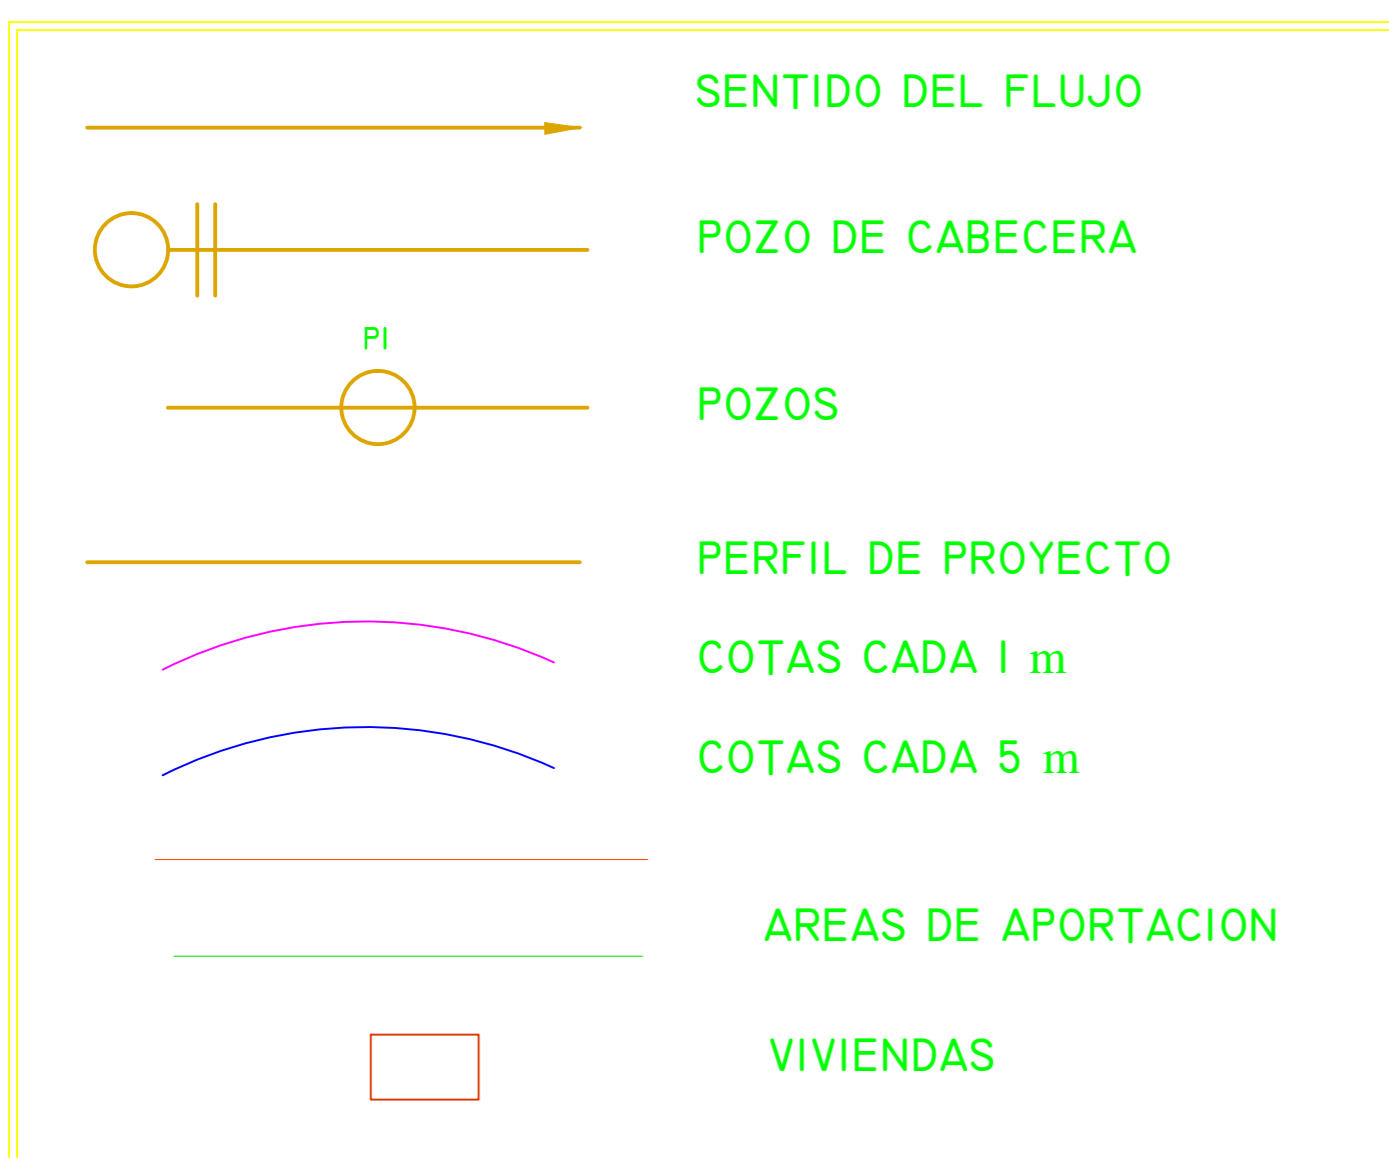 SENTIDO DEL FLUJO
POZO DE CABECERA
P1
POZOS
PERFIL DE PROYECTO
COTAS CADA 1 m
COTAS CADA 5 m
AREAS DE APORTACION
VIVIENDAS